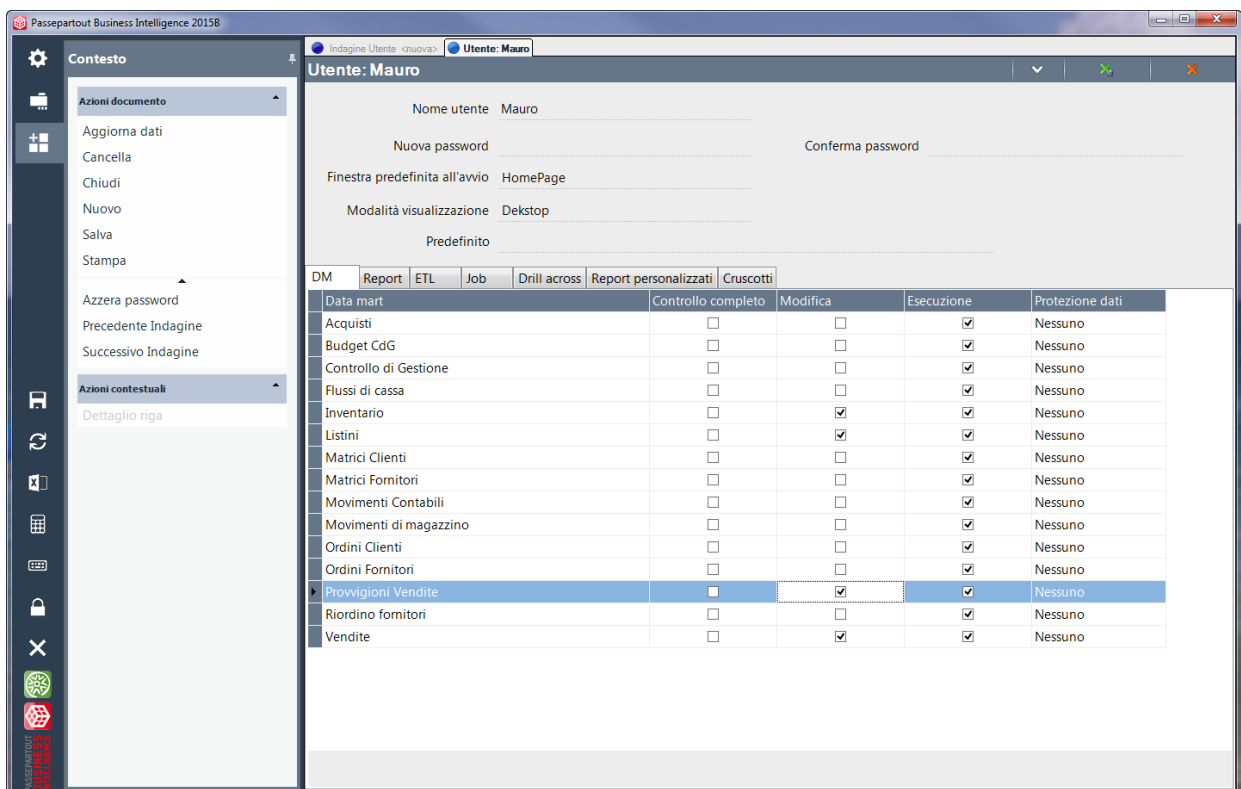 Passepartout Business Intelligence 2015B
Contesto
Azioni documento
Aggiorna dati
Cancella
Chiudi
Nuovo
Salva
Stampa
Azzera password
Precedente Indagine
Successivo Indagine
Azioni contestuali
Dettaglio riga
PASSEPARTOUT
BUSINESS
INTELLIGENCE
Indagine Utente <nuova> Utente: Mauro
Utente: Mauro
Nome utente Mauro
Nuova password Conferma password
Finestra predefinita all'avvio HomePage
Modalità visualizzazione Dekstop
Predefinito
DM Report ETL Job Drill across Report personalizzati Cruscotti
Data mart Controllo completo Modifica Esecuzione Protezione dati
Acquisti Nessuno
Budget CdG Nessuno
Controllo di Gestione Nessuno
Flussi di cassa Nessuno
Inventario Nessuno
Listini Nessuno
Matrici Clienti Nessuno
Matrici Fornitori Nessuno
Movimenti Contabili Nessuno
Movimenti di magazzino Nessuno
Ordini Clienti Nessuno
Ordini Fornitori Nessuno
Provvigioni Vendite Nessuno
Riordino fornitori Nessuno
Vendite Nessuno